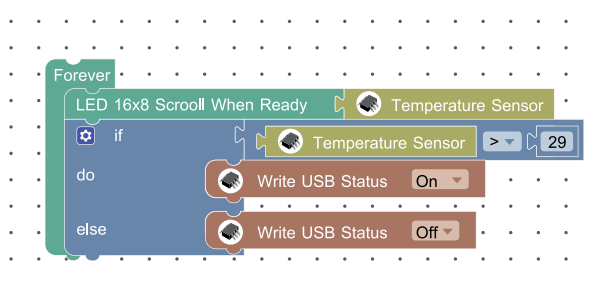 Forever
LED 16x8 Scrooll When Ready Temperature Sensor
if Temperature Sensor > 29
do Write USB Status On
else Write USB Status Off